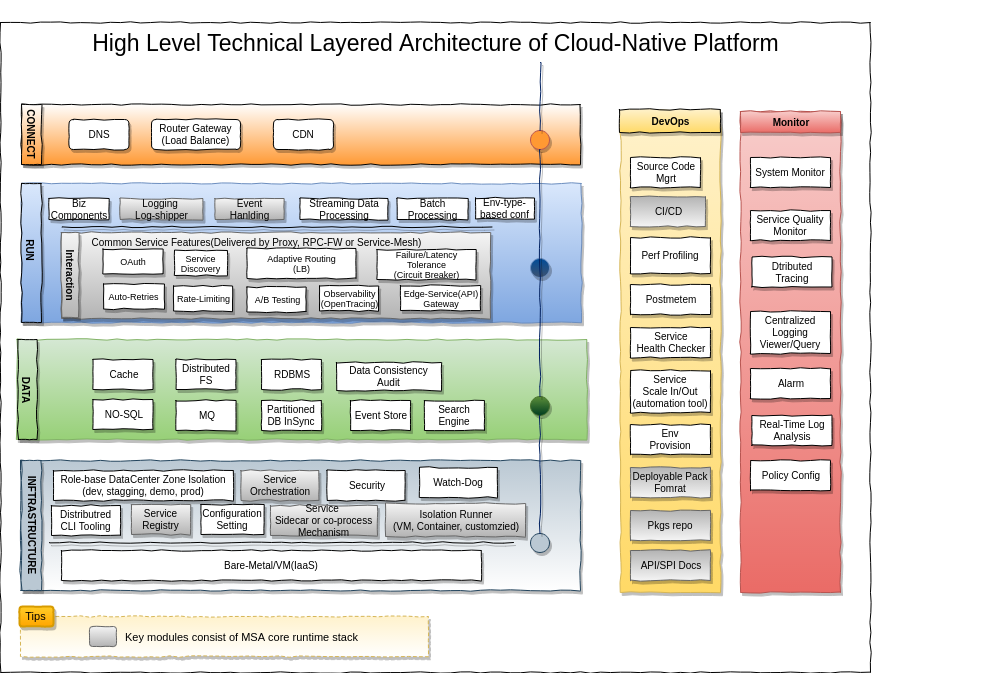 High Level Technical Layered Architecture of Cloud-Native Platform
CONNECT
DNS
Router Gateway
(Load Balance)
CDN
RUN
Biz
Components
Logging
Log-shipper
Event
Hanlding
Streaming Data
Processing
Batch
Processing
Env-type-
based conf
Interaction
Common Service Features(Delivered by Proxy, RPC-FW or Service-Mesh)
OAuth
Service
Discovery
Adaptive Routing
(LB)
Failure/Latency
Tolerance
(Circuit Breaker)
Auto-Retries
Rate-Limiting
A/B Testing
Observability
(OpenTracing)
Edge-Service(API)
Gateway
DATA
Cache
Distributed
FS
RDBMS
Data Consistency
Audit
NO-SQL
MQ
Partitioned
DB InSync
Event Store
Search
Engine
INFTRASTRUCTURE
Role-base DataCenter Zone Isolation
(dev, stagging, demo, prod)
Service
Orchestration
Security
Watch-Dog
Distributred
CLI Tooling
Service
Registry
Configuration
Setting
Service
Sidecar or co-process
Mechanism
Isolation Runner
(VM, Container, customzied)
Bare-Metal/VM(IaaS)
Tips
Key modules consist of MSA core runtime stack
DevOps
Source Code
Mgrt
CI/CD
Perf Profiling
Postmetem
Service
Health Checker
Service
Scale In/Out
(automation tool)
Env
Provision
Deployable Pack
Fomrat
Pkgs repo
API/SPI Docs
Monitor
System Monitor
Service Quality
Monitor
Dtributed
Tracing
Centralized
Logging
Viewer/Query
Alarm
Real-Time Log
Analysis
Policy Config